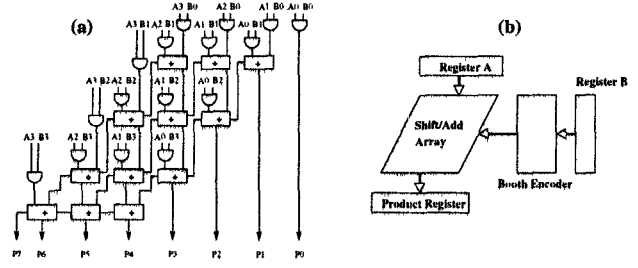 (a)
A3 B0 A2 B0 A1 B0 A0 B0
A3 B1 A2 B1 A1 B1 A0 B1
A3 B2 A2 B2 A1 B2 A0 B2
A3 B3 A2 B3 A1 B3 A0 B3
+ + +
+ + +
+ + +
+ + +
P7 P6 P5 P4 P3 P2 P1 P0
(b)
Register A
Register B
Shift/Add
Array
Booth Encoder
Product Register